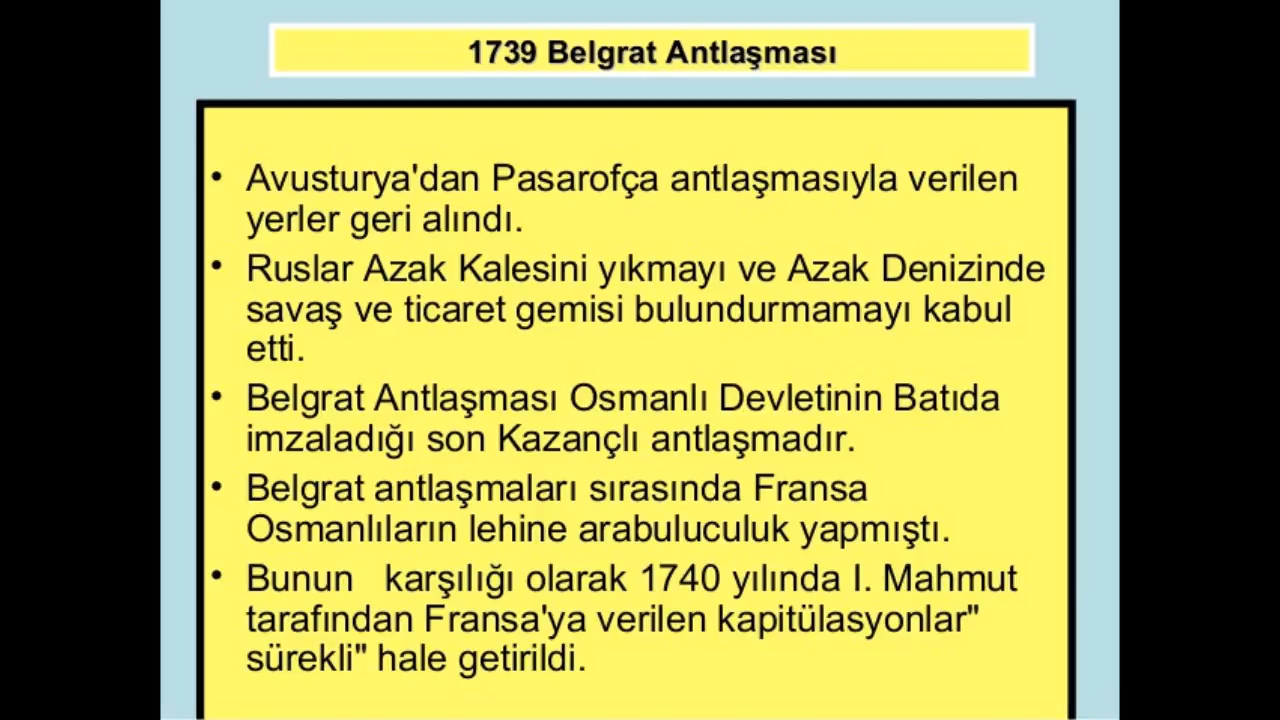 1739 Belgrat Antlaşması
• Avusturya'dan Pasarofça antlaşmasıyla verilen
yerler geri alındı.
• Ruslar Azak Kalesini yıkmayı ve Azak Denizinde
savaş ve ticaret gemisi bulundurmamayı kabul
etti.
• Belgrat Antlaşması Osmanlı Devletinin Batıda
imzaladığı son Kazançlı antlaşmadır.
• Belgrat antlaşmaları sırasında Fransa
Osmanlıların lehine arabuluculuk yapmıştı.
• Bunun   karşılığı olarak 1740 yılında I. Mahmut
tarafından Fransa'ya verilen kapitülasyonlar"
sürekli" hale getirildi.